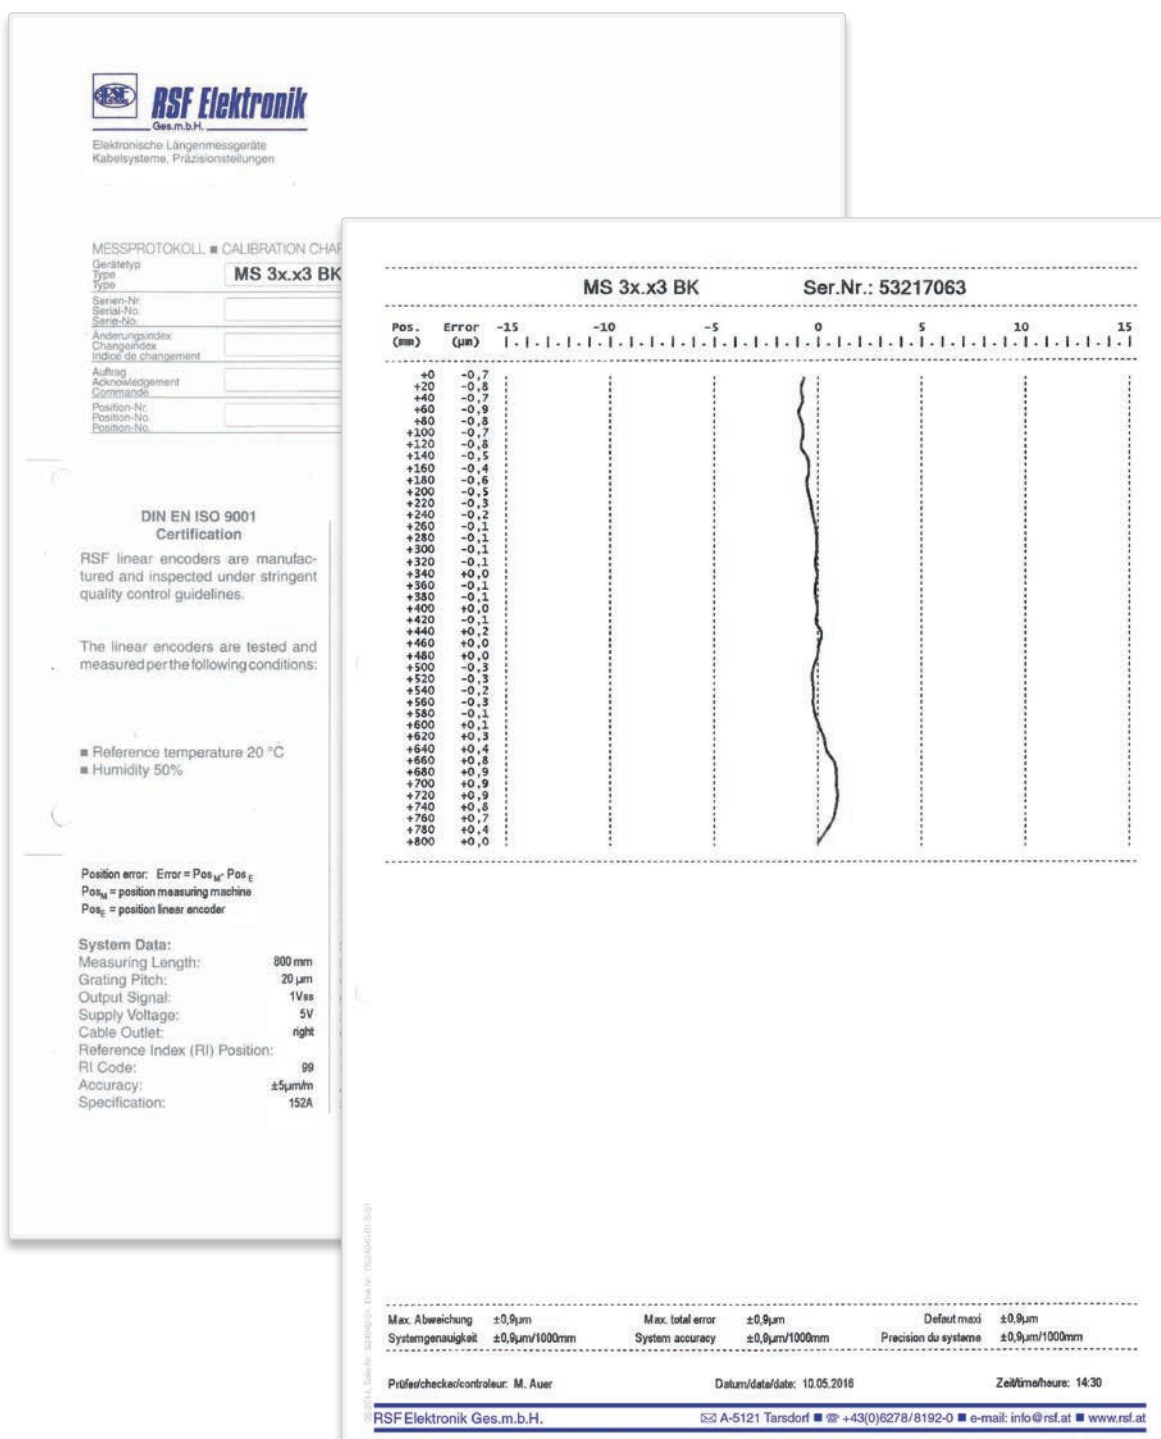 RSF
RSF Elektronik
Ges.m.b.H.
Elektronische Längenmessgeräte
Kabelsysteme, Präzisionsteilungen
MESSPROTOKOLL ■ CALIBRATION CHAR
Gerätetyp
Type
Type
MS 3x.x3 BK
Serien-Nr.
Serial-No.
Serie-No.
Änderungsindex
Changeindex
Indice de changement
Auftrag
Acknowledgement
Commande
Position-Nr.
Position-No.
Position-No.
DIN EN ISO 9001
Certification
RSF linear encoders are manufac-
tured and inspected under stringent
quality control guidelines.
The linear encoders are tested and
measured per the following conditions:
■ Reference temperature 20 °C
■ Humidity 50%
Position error: Error = Pos M- Pos E
Pos M = position measuring machine
Pos E = position linear encoder
System Data:
Measuring Length: 800 mm
Grating Pitch: 20 µm
Output Signal: 1Vss
Supply Voltage: 5V
Cable Outlet: right
Reference Index (RI) Position:
RI Code: 99
Accuracy: ±5µm/m
Specification: 152A
MS 3x.x3 BK Ser.Nr.: 53217063
Pos. Error -15 -10 -5 0 5 10 15
(mm) (µm)
+0 -0,7
+20 -0,8
+40 -0,7
+60 -0,9
+80 -0,8
+100 -0,7
+120 -0,8
+140 -0,5
+160 -0,4
+180 -0,6
+200 -0,5
+220 -0,3
+240 -0,2
+260 -0,1
+280 -0,1
+300 -0,1
+320 -0,1
+340 +0,0
+360 -0,1
+380 -0,1
+400 +0,0
+420 -0,1
+440 +0,2
+460 +0,0
+480 +0,0
+500 -0,3
+520 -0,3
+540 -0,2
+560 -0,3
+580 -0,1
+600 +0,1
+620 +0,3
+640 +0,4
+660 +0,8
+680 +0,9
+700 +0,9
+720 +0,9
+740 +0,8
+760 +0,7
+780 +0,4
+800 +0,0
Max. Abweichung ±0,9µm Max. total error ±0,9µm Defaut maxi ±0,9µm
Systemgenauigkeit ±0,9µm/1000mm System accuracy ±0,9µm/1000mm Precision du systeme ±0,9µm/1000mm
Prüfer/checker/controleur: M. Auer Datum/date/date: 10.05.2016 Zeit/time/heure: 14:30
RSF Elektronik Ges.m.b.H. ✉ A-5121 Tarsdorf ■ ☏ +43(0)6278/8192-0 ■ e-mail: info@rsf.at ■ www.rsf.at